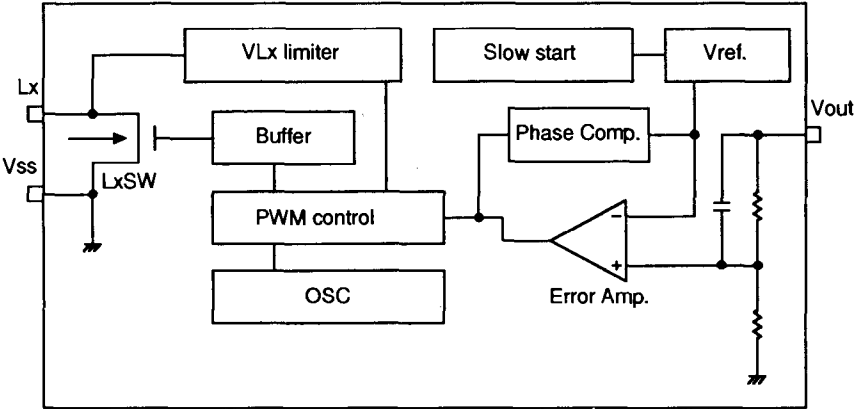 VLx limiter
Slow start
Vref.
Lx
Vout
Buffer
Phase Comp.
Vss
LxSW
PWM control
−
+
OSC
Error Amp.